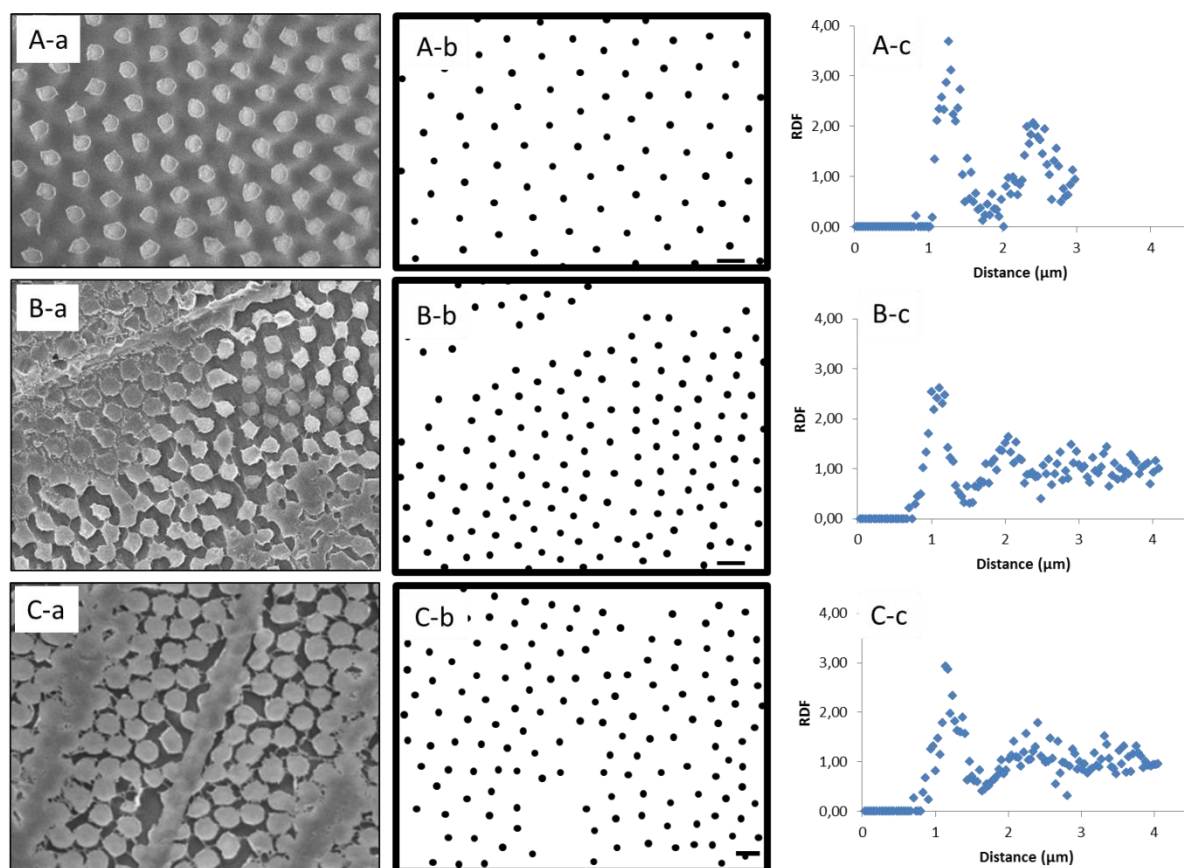 A-a
A-b
A-c
4,00
3,00
2,00
1,00
0,00
RDF
0 1 2 3 4
Distance (µm)
B-a
B-b
B-c
4,00
3,00
2,00
1,00
0,00
RDF
0 1 2 3 4
Distance (µm)
C-a
C-b
C-c
4,00
3,00
2,00
1,00
0,00
RDF
0 1 2 3 4
Distance (µm)